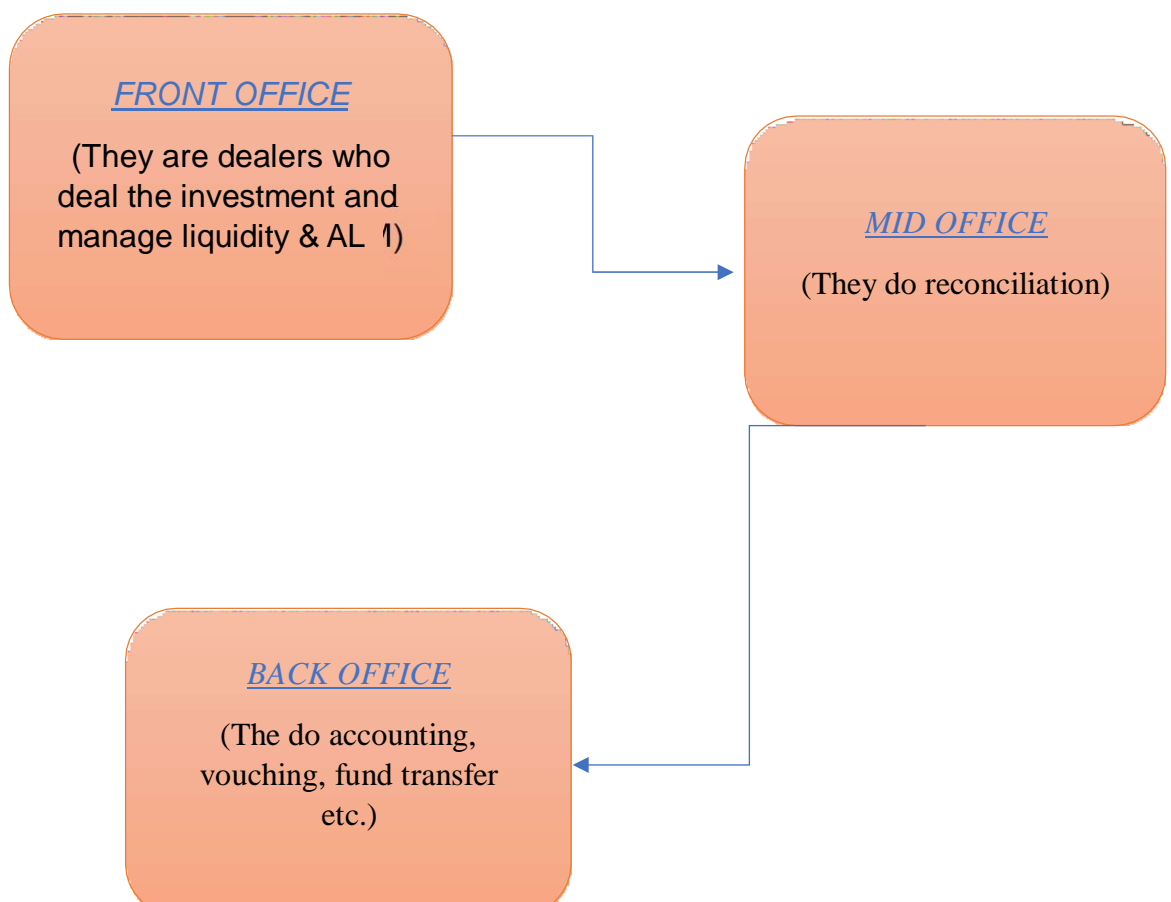 FRONT OFFICE
(They are dealers who
deal the investment and
manage liquidity &
MID OFFICE
(They do reconciliation)
BACK OFFICE
(The do accounting,
vouching, fund transfer
etc.)